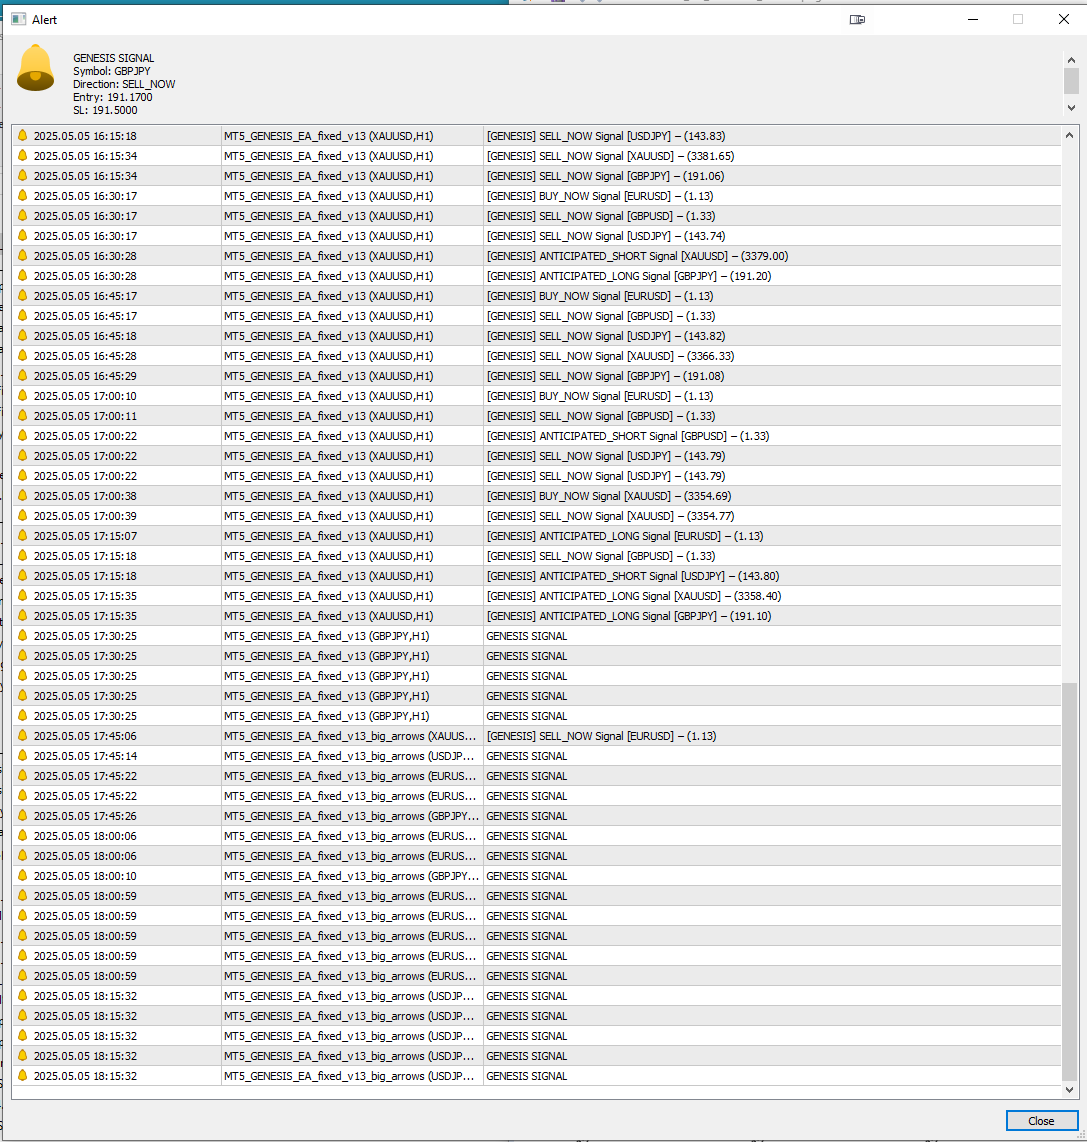 Alert
GENESIS SIGNAL
Symbol: GBPJPY
Direction: SELL_NOW
Entry: 191.1700
SL: 191.5000
2025.05.05 16:15:18 MT5_GENESIS_EA_fixed_v13 (XAUUSD,H1) [GENESIS] SELL_NOW Signal [USDJPY] – (143.83)
2025.05.05 16:15:34 MT5_GENESIS_EA_fixed_v13 (XAUUSD,H1) [GENESIS] SELL_NOW Signal [XAUUSD] – (3381.65)
2025.05.05 16:15:34 MT5_GENESIS_EA_fixed_v13 (XAUUSD,H1) [GENESIS] SELL_NOW Signal [GBPJPY] – (191.06)
2025.05.05 16:30:17 MT5_GENESIS_EA_fixed_v13 (XAUUSD,H1) [GENESIS] BUY_NOW Signal [EURUSD] – (1.13)
2025.05.05 16:30:17 MT5_GENESIS_EA_fixed_v13 (XAUUSD,H1) [GENESIS] SELL_NOW Signal [GBPUSD] – (1.33)
2025.05.05 16:30:17 MT5_GENESIS_EA_fixed_v13 (XAUUSD,H1) [GENESIS] SELL_NOW Signal [USDJPY] – (143.74)
2025.05.05 16:30:28 MT5_GENESIS_EA_fixed_v13 (XAUUSD,H1) [GENESIS] ANTICIPATED_SHORT Signal [XAUUSD] – (3379.00)
2025.05.05 16:30:28 MT5_GENESIS_EA_fixed_v13 (XAUUSD,H1) [GENESIS] ANTICIPATED_LONG Signal [GBPJPY] – (191.20)
2025.05.05 16:45:17 MT5_GENESIS_EA_fixed_v13 (XAUUSD,H1) [GENESIS] BUY_NOW Signal [EURUSD] – (1.13)
2025.05.05 16:45:17 MT5_GENESIS_EA_fixed_v13 (XAUUSD,H1) [GENESIS] SELL_NOW Signal [GBPUSD] – (1.33)
2025.05.05 16:45:18 MT5_GENESIS_EA_fixed_v13 (XAUUSD,H1) [GENESIS] SELL_NOW Signal [USDJPY] – (143.82)
2025.05.05 16:45:28 MT5_GENESIS_EA_fixed_v13 (XAUUSD,H1) [GENESIS] SELL_NOW Signal [XAUUSD] – (3366.33)
2025.05.05 16:45:29 MT5_GENESIS_EA_fixed_v13 (XAUUSD,H1) [GENESIS] SELL_NOW Signal [GBPJPY] – (191.08)
2025.05.05 17:00:10 MT5_GENESIS_EA_fixed_v13 (XAUUSD,H1) [GENESIS] BUY_NOW Signal [EURUSD] – (1.13)
2025.05.05 17:00:11 MT5_GENESIS_EA_fixed_v13 (XAUUSD,H1) [GENESIS] SELL_NOW Signal [GBPUSD] – (1.33)
2025.05.05 17:00:22 MT5_GENESIS_EA_fixed_v13 (XAUUSD,H1) [GENESIS] ANTICIPATED_SHORT Signal [GBPUSD] – (1.33)
2025.05.05 17:00:22 MT5_GENESIS_EA_fixed_v13 (XAUUSD,H1) [GENESIS] SELL_NOW Signal [USDJPY] – (143.79)
2025.05.05 17:00:22 MT5_GENESIS_EA_fixed_v13 (XAUUSD,H1) [GENESIS] SELL_NOW Signal [USDJPY] – (143.79)
2025.05.05 17:00:38 MT5_GENESIS_EA_fixed_v13 (XAUUSD,H1) [GENESIS] BUY_NOW Signal [XAUUSD] – (3354.69)
2025.05.05 17:00:39 MT5_GENESIS_EA_fixed_v13 (XAUUSD,H1) [GENESIS] SELL_NOW Signal [XAUUSD] – (3354.77)
2025.05.05 17:15:07 MT5_GENESIS_EA_fixed_v13 (XAUUSD,H1) [GENESIS] ANTICIPATED_LONG Signal [EURUSD] – (1.13)
2025.05.05 17:15:18 MT5_GENESIS_EA_fixed_v13 (XAUUSD,H1) [GENESIS] SELL_NOW Signal [GBPUSD] – (1.33)
2025.05.05 17:15:18 MT5_GENESIS_EA_fixed_v13 (XAUUSD,H1) [GENESIS] ANTICIPATED_SHORT Signal [USDJPY] – (143.80)
2025.05.05 17:15:35 MT5_GENESIS_EA_fixed_v13 (XAUUSD,H1) [GENESIS] ANTICIPATED_LONG Signal [XAUUSD] – (3358.40)
2025.05.05 17:15:35 MT5_GENESIS_EA_fixed_v13 (XAUUSD,H1) [GENESIS] ANTICIPATED_LONG Signal [GBPJPY] – (191.10)
2025.05.05 17:30:25 MT5_GENESIS_EA_fixed_v13 (GBPJPY,H1) GENESIS SIGNAL
2025.05.05 17:30:25 MT5_GENESIS_EA_fixed_v13 (GBPJPY,H1) GENESIS SIGNAL
2025.05.05 17:30:25 MT5_GENESIS_EA_fixed_v13 (GBPJPY,H1) GENESIS SIGNAL
2025.05.05 17:30:25 MT5_GENESIS_EA_fixed_v13 (GBPJPY,H1) GENESIS SIGNAL
2025.05.05 17:30:25 MT5_GENESIS_EA_fixed_v13 (GBPJPY,H1) GENESIS SIGNAL
2025.05.05 17:45:06 MT5_GENESIS_EA_fixed_v13_big_arrows (XAUUS... [GENESIS] SELL_NOW Signal [EURUSD] – (1.13)
2025.05.05 17:45:14 MT5_GENESIS_EA_fixed_v13_big_arrows (USDJP... GENESIS SIGNAL
2025.05.05 17:45:22 MT5_GENESIS_EA_fixed_v13_big_arrows (EURUS... GENESIS SIGNAL
2025.05.05 17:45:22 MT5_GENESIS_EA_fixed_v13_big_arrows (EURUS... GENESIS SIGNAL
2025.05.05 17:45:26 MT5_GENESIS_EA_fixed_v13_big_arrows (GBPJPY... GENESIS SIGNAL
2025.05.05 18:00:06 MT5_GENESIS_EA_fixed_v13_big_arrows (EURUS... GENESIS SIGNAL
2025.05.05 18:00:06 MT5_GENESIS_EA_fixed_v13_big_arrows (EURUS... GENESIS SIGNAL
2025.05.05 18:00:10 MT5_GENESIS_EA_fixed_v13_big_arrows (GBPJPY... GENESIS SIGNAL
2025.05.05 18:00:59 MT5_GENESIS_EA_fixed_v13_big_arrows (EURUS... GENESIS SIGNAL
2025.05.05 18:00:59 MT5_GENESIS_EA_fixed_v13_big_arrows (EURUS... GENESIS SIGNAL
2025.05.05 18:00:59 MT5_GENESIS_EA_fixed_v13_big_arrows (EURUS... GENESIS SIGNAL
2025.05.05 18:00:59 MT5_GENESIS_EA_fixed_v13_big_arrows (EURUS... GENESIS SIGNAL
2025.05.05 18:00:59 MT5_GENESIS_EA_fixed_v13_big_arrows (EURUS... GENESIS SIGNAL
2025.05.05 18:15:32 MT5_GENESIS_EA_fixed_v13_big_arrows (USDJP... GENESIS SIGNAL
2025.05.05 18:15:32 MT5_GENESIS_EA_fixed_v13_big_arrows (USDJP... GENESIS SIGNAL
2025.05.05 18:15:32 MT5_GENESIS_EA_fixed_v13_big_arrows (USDJP... GENESIS SIGNAL
2025.05.05 18:15:32 MT5_GENESIS_EA_fixed_v13_big_arrows (USDJP... GENESIS SIGNAL
2025.05.05 18:15:32 MT5_GENESIS_EA_fixed_v13_big_arrows (USDJP... GENESIS SIGNAL
Close